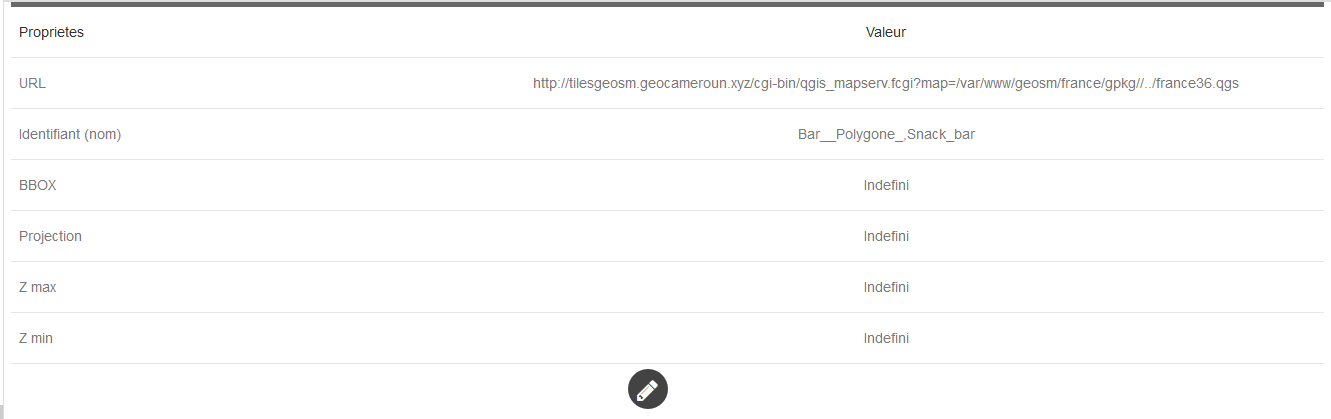 Proprietes Valeur
URL http://tilesgeosm.geocameroun.xyz/cgi-bin/qgis_mapserv.fcgi?map=/var/www/geosm/france/gpkg//../france36.qgs
Identifiant (nom) Bar__Polygone_,Snack_bar
BBOX Indefini
Projection Indefini
Z max Indefini
Z min Indefini